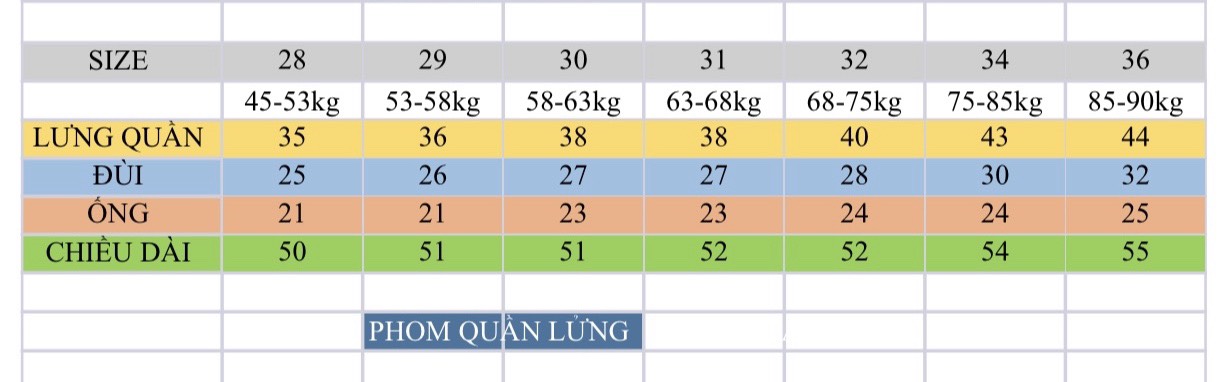 SIZE 28 29 30 31 32 34 36
45-53kg 53-58kg 58-63kg 63-68kg 68-75kg 75-85kg 85-90kg
LƯNG QUẦN 35 36 38 38 40 43 44
ĐÙI 25 26 27 27 28 30 32
ỐNG 21 21 23 23 24 24 25
CHIỀU DÀI 50 51 51 52 52 54 55
PHOM QUẦN LỬNG